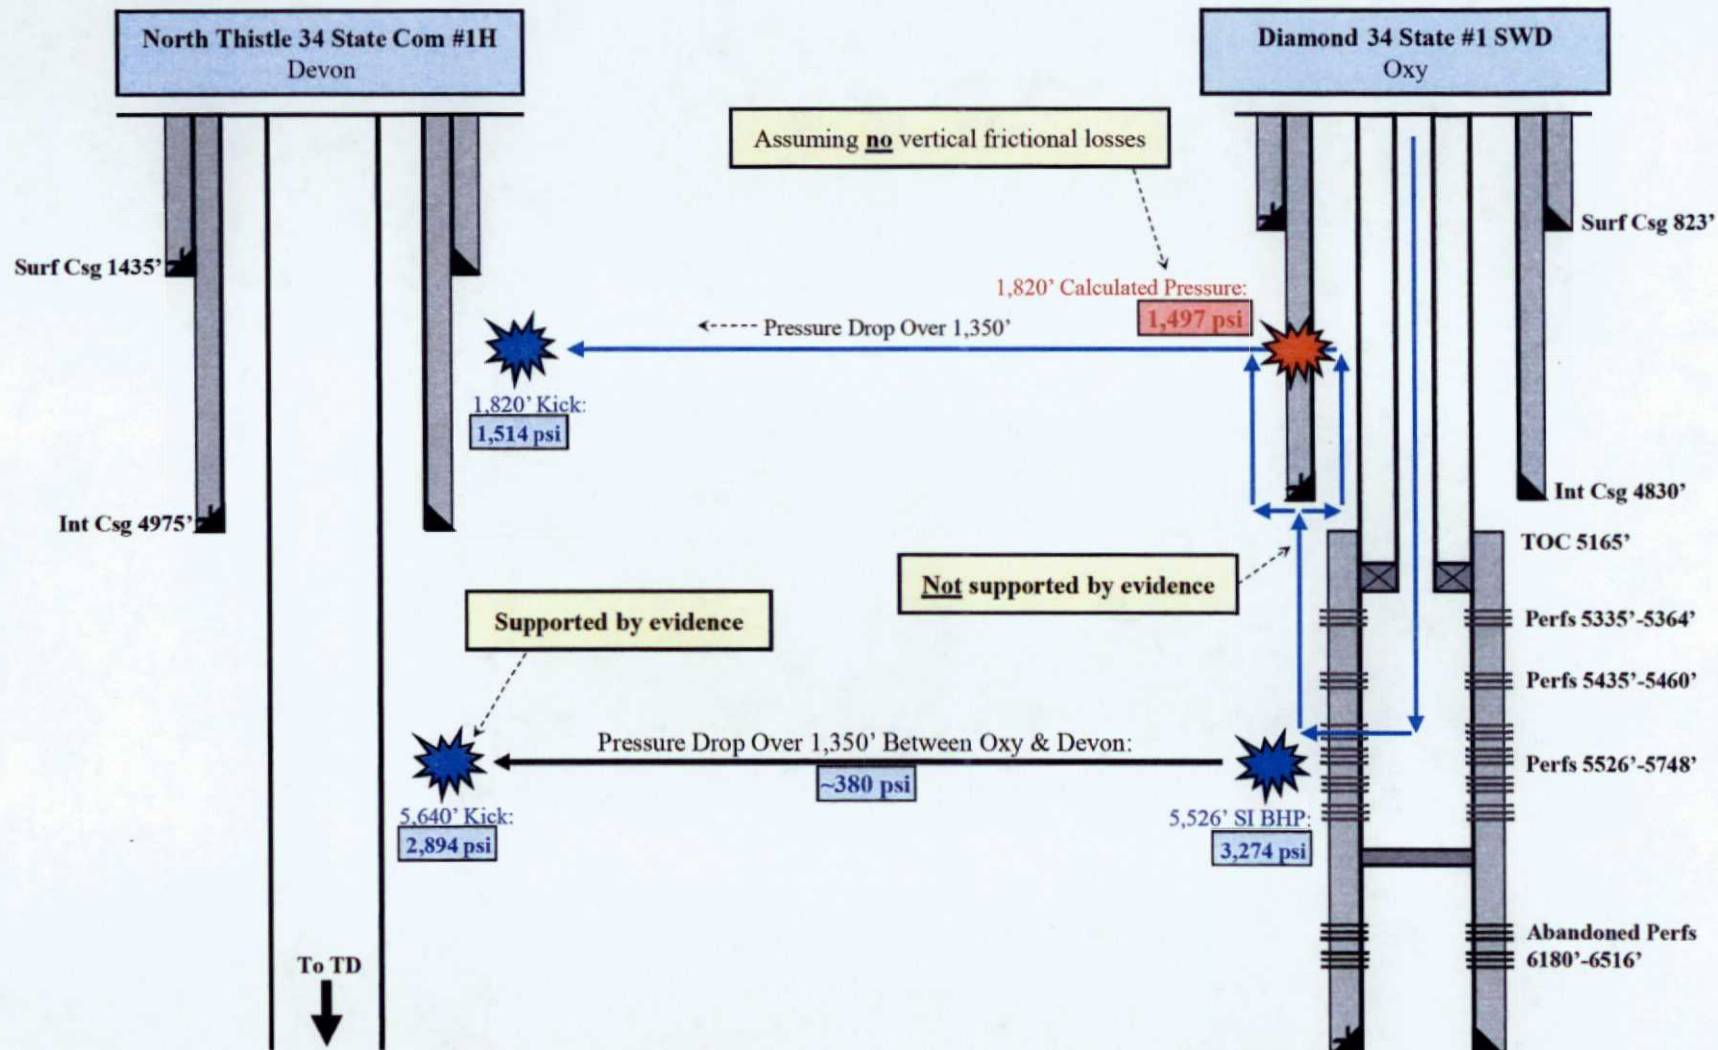 North Thistle 34 State Com #1H
Devon
Diamond 34 State #1 SWD
Oxy
Assuming no vertical frictional losses
Surf Csg 823’
Surf Csg 1435’
1,820’ Calculated Pressure:
1,497 psi
Pressure Drop Over 1,350’
1,820’ Kick:
1,514 psi
Int Csg 4830’
Int Csg 4975’
TOC 5165’
Not supported by evidence
Supported by evidence
Perfs 5335’-5364’
Perfs 5435’-5460’
Pressure Drop Over 1,350’ Between Oxy & Devon:
~380 psi
Perfs 5526’-5748’
5,640’ Kick:
2,894 psi
5,526’ SI BHP:
3,274 psi
Abandoned Perfs
6180’-6516’
To TD